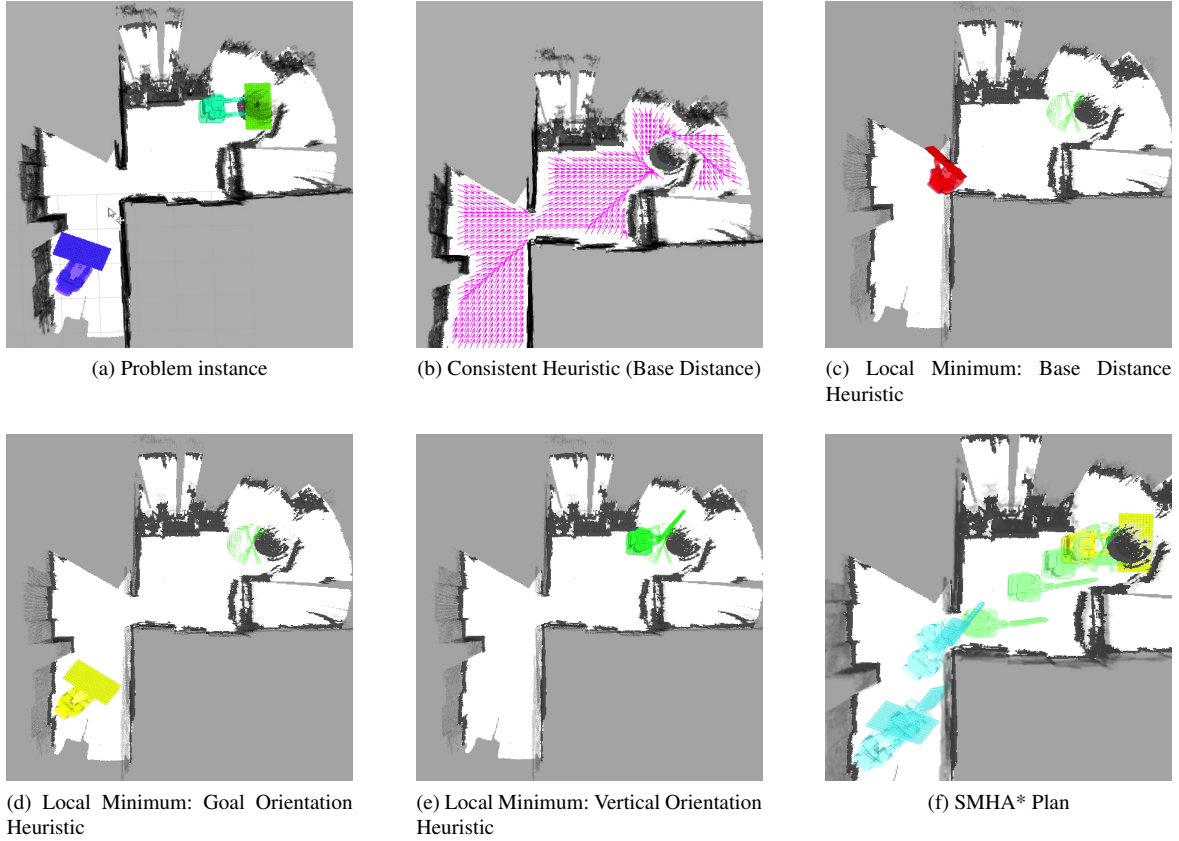 (a) Problem instance
(b) Consistent Heuristic (Base Distance)
(c) Local Minimum: Base Distance
Heuristic
(d) Local Minimum: Goal Orientation
Heuristic
(e) Local Minimum: Vertical Orientation
Heuristic
(f) SMHA* Plan